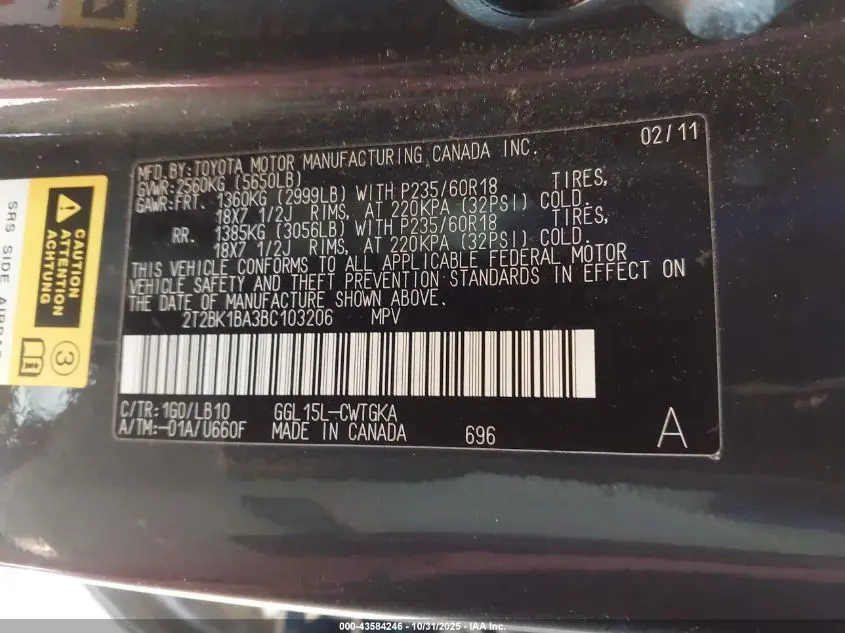 02/11
MFD.BY:TOYOTA MOTOR MANUFACTURING CANADA INC.
GVWR:2560KG (5650LB)
GAWR:FRT. 1360KG (2999LB) WITH P235/60R18 TIRES,
18X7 1/2J RIMS, AT 220KPA (32PSI) COLD.
RR. 1385KG (3056LB) WITH P235/60R18 TIRES,
18X7 1/2J RIMS, AT 220KPA (32PSI) COLD.
THIS VEHICLE CONFORMS TO ALL APPLICABLE FEDERAL MOTOR
VEHICLE SAFETY AND THEFT PREVENTION STANDARDS IN EFFECT ON
THE DATE OF MANUFACTURE SHOWN ABOVE.
2T2BK1BA3BC103206 MPV
C/TR:1G0/LB10 GGL15L-CWTGKA
A/TM:-01A/U660F MADE IN CANADA 696 A
CAUTION
ATTENTION
ACHTUNG
SRS SIDE
3
000-43584246 - 10/31/2025 - IAA Inc.